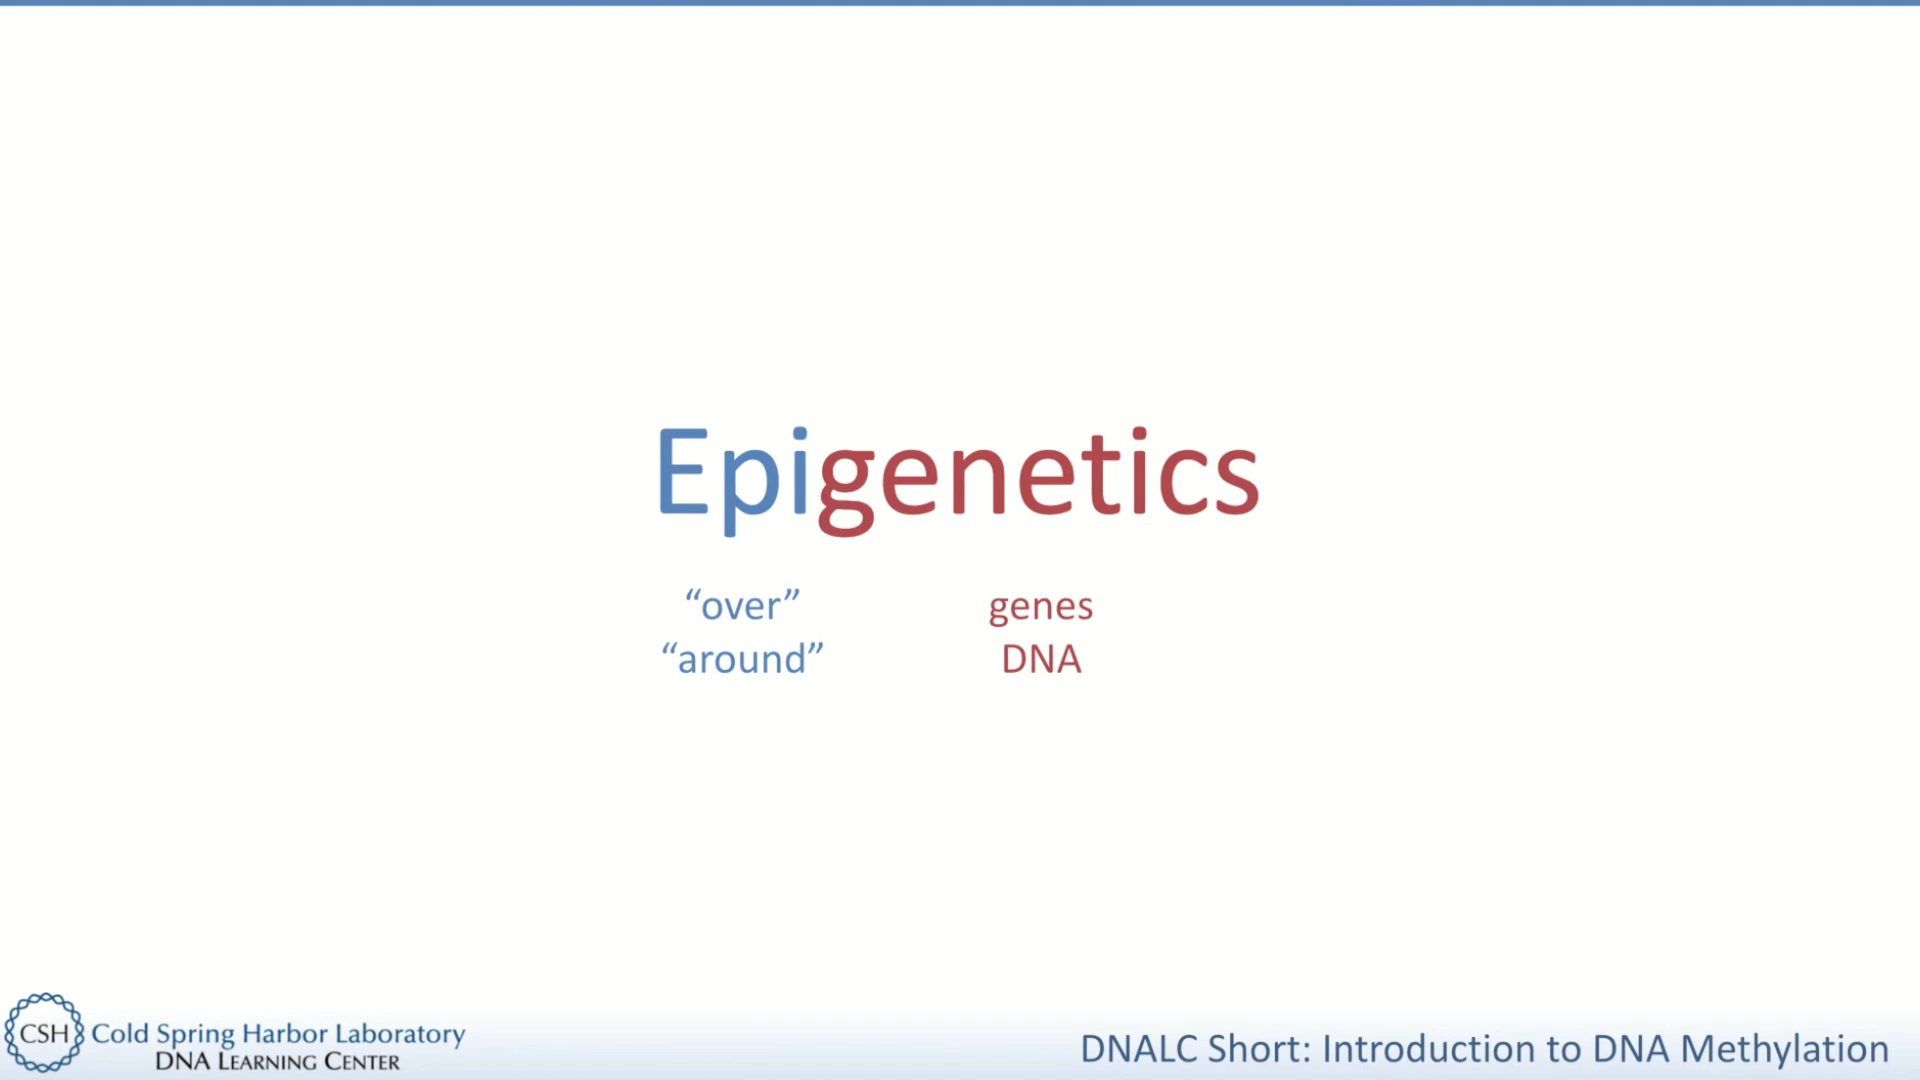 Epigenetics
“over” genes
“around” DNA
CSH Cold Spring Harbor Laboratory
DNA LEARNING CENTER
DNALC Short: Introduction to DNA Methylation